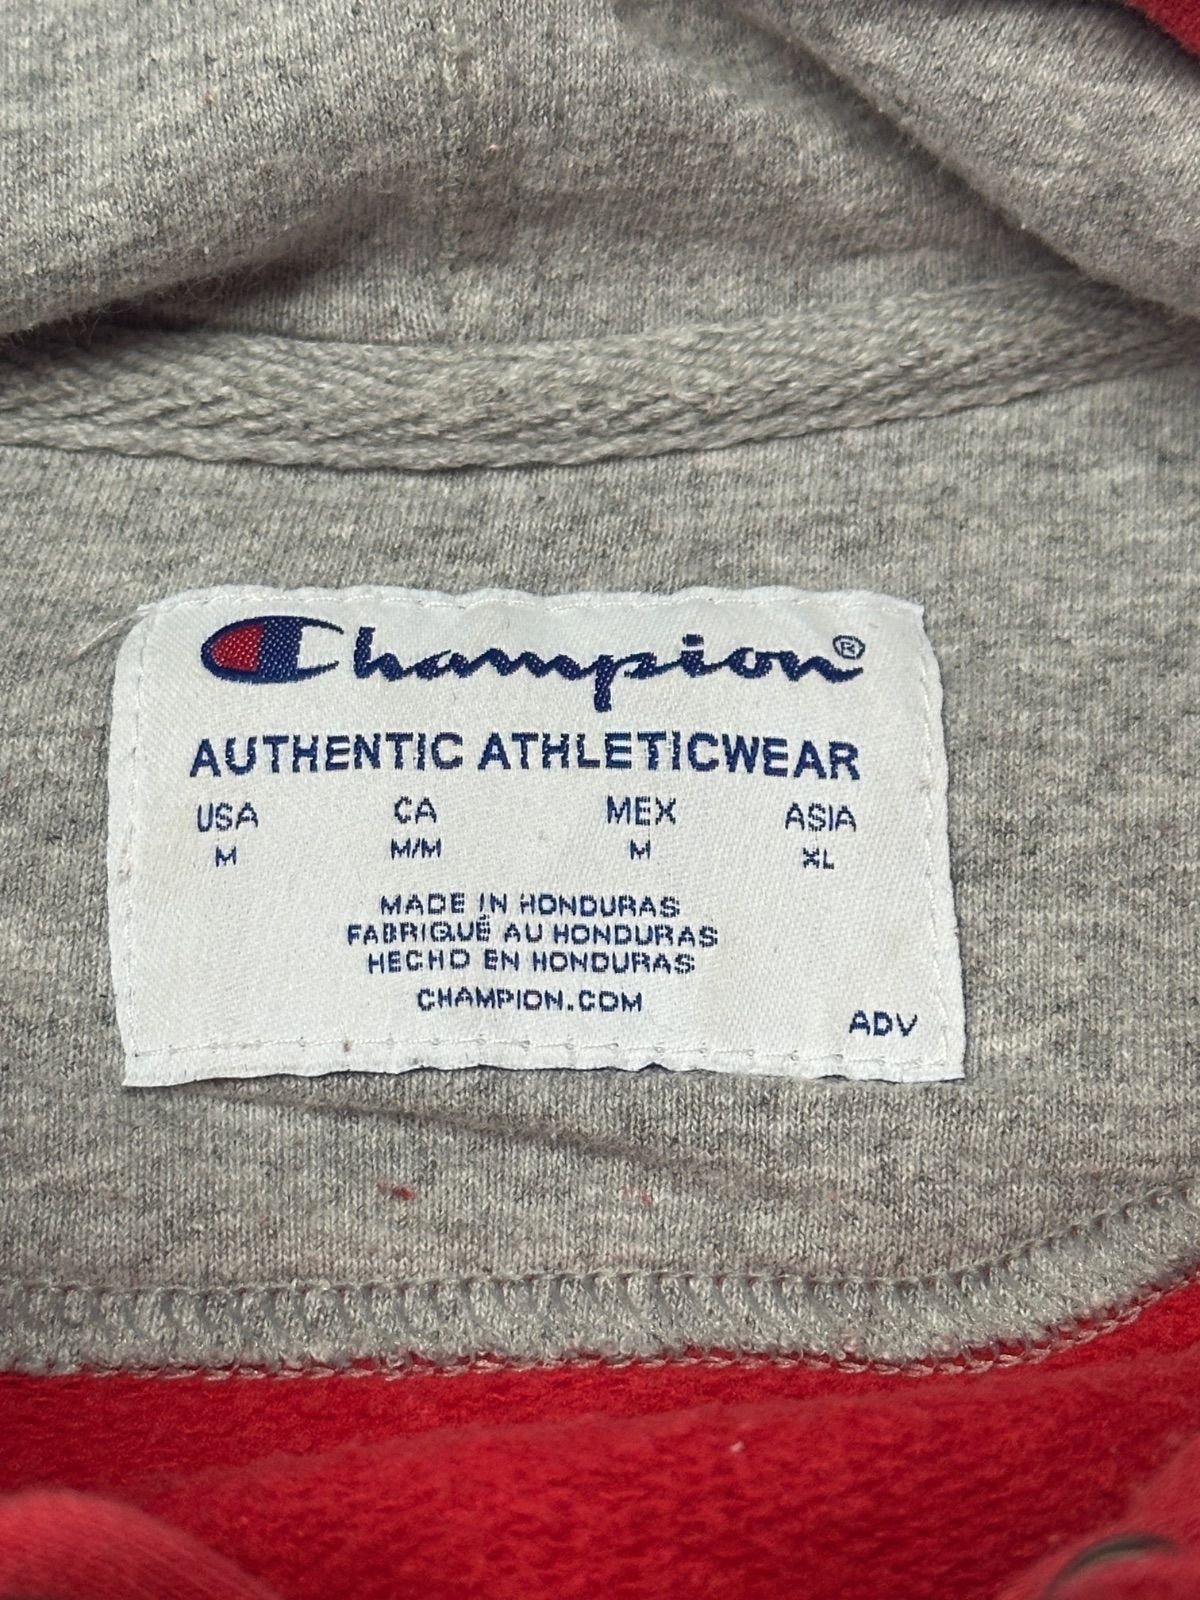 Champion®
AUTHENTIC ATHLETICWEAR
USA CA MEX ASIA
M M/M M XL
MADE IN HONDURAS
FABRIQUÉ AU HONDURAS
HECHO EN HONDURAS
CHAMPION.COM
ADV